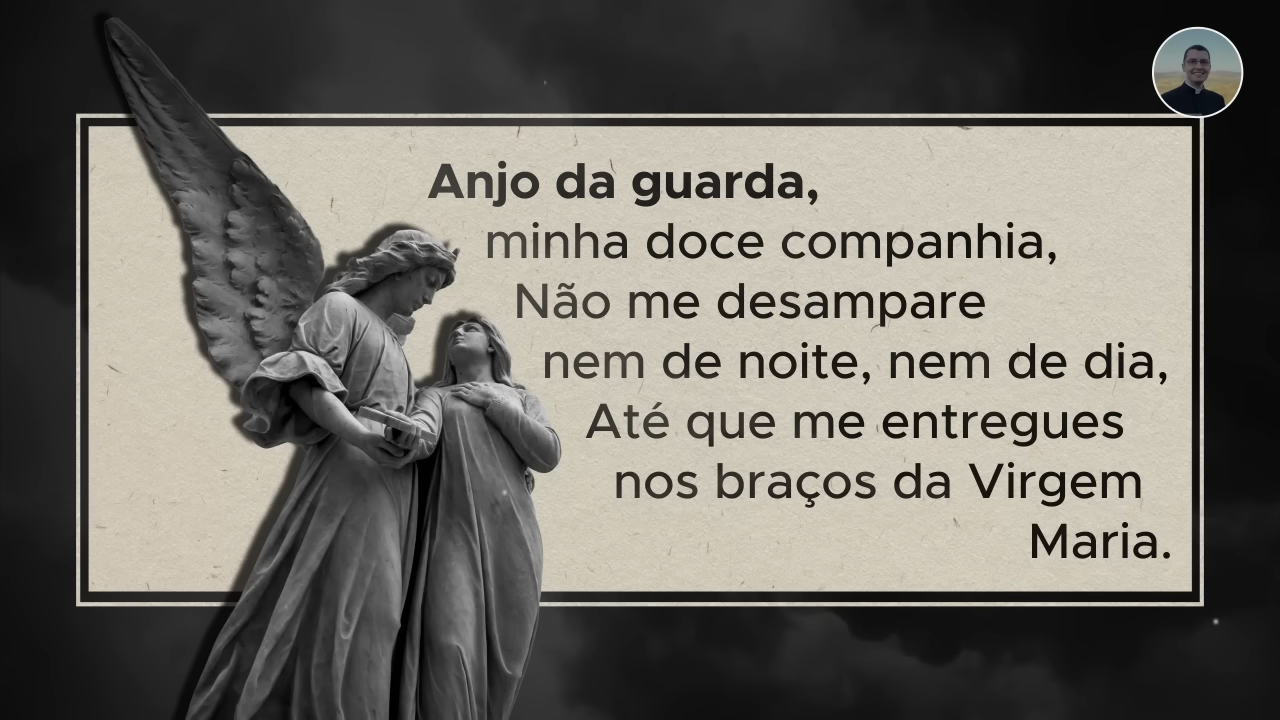 Anjo da guarda,
minha doce companhia,
Não me desampare
nem de noite, nem de dia,
Até que me entregues
nos braços da Virgem
Maria.